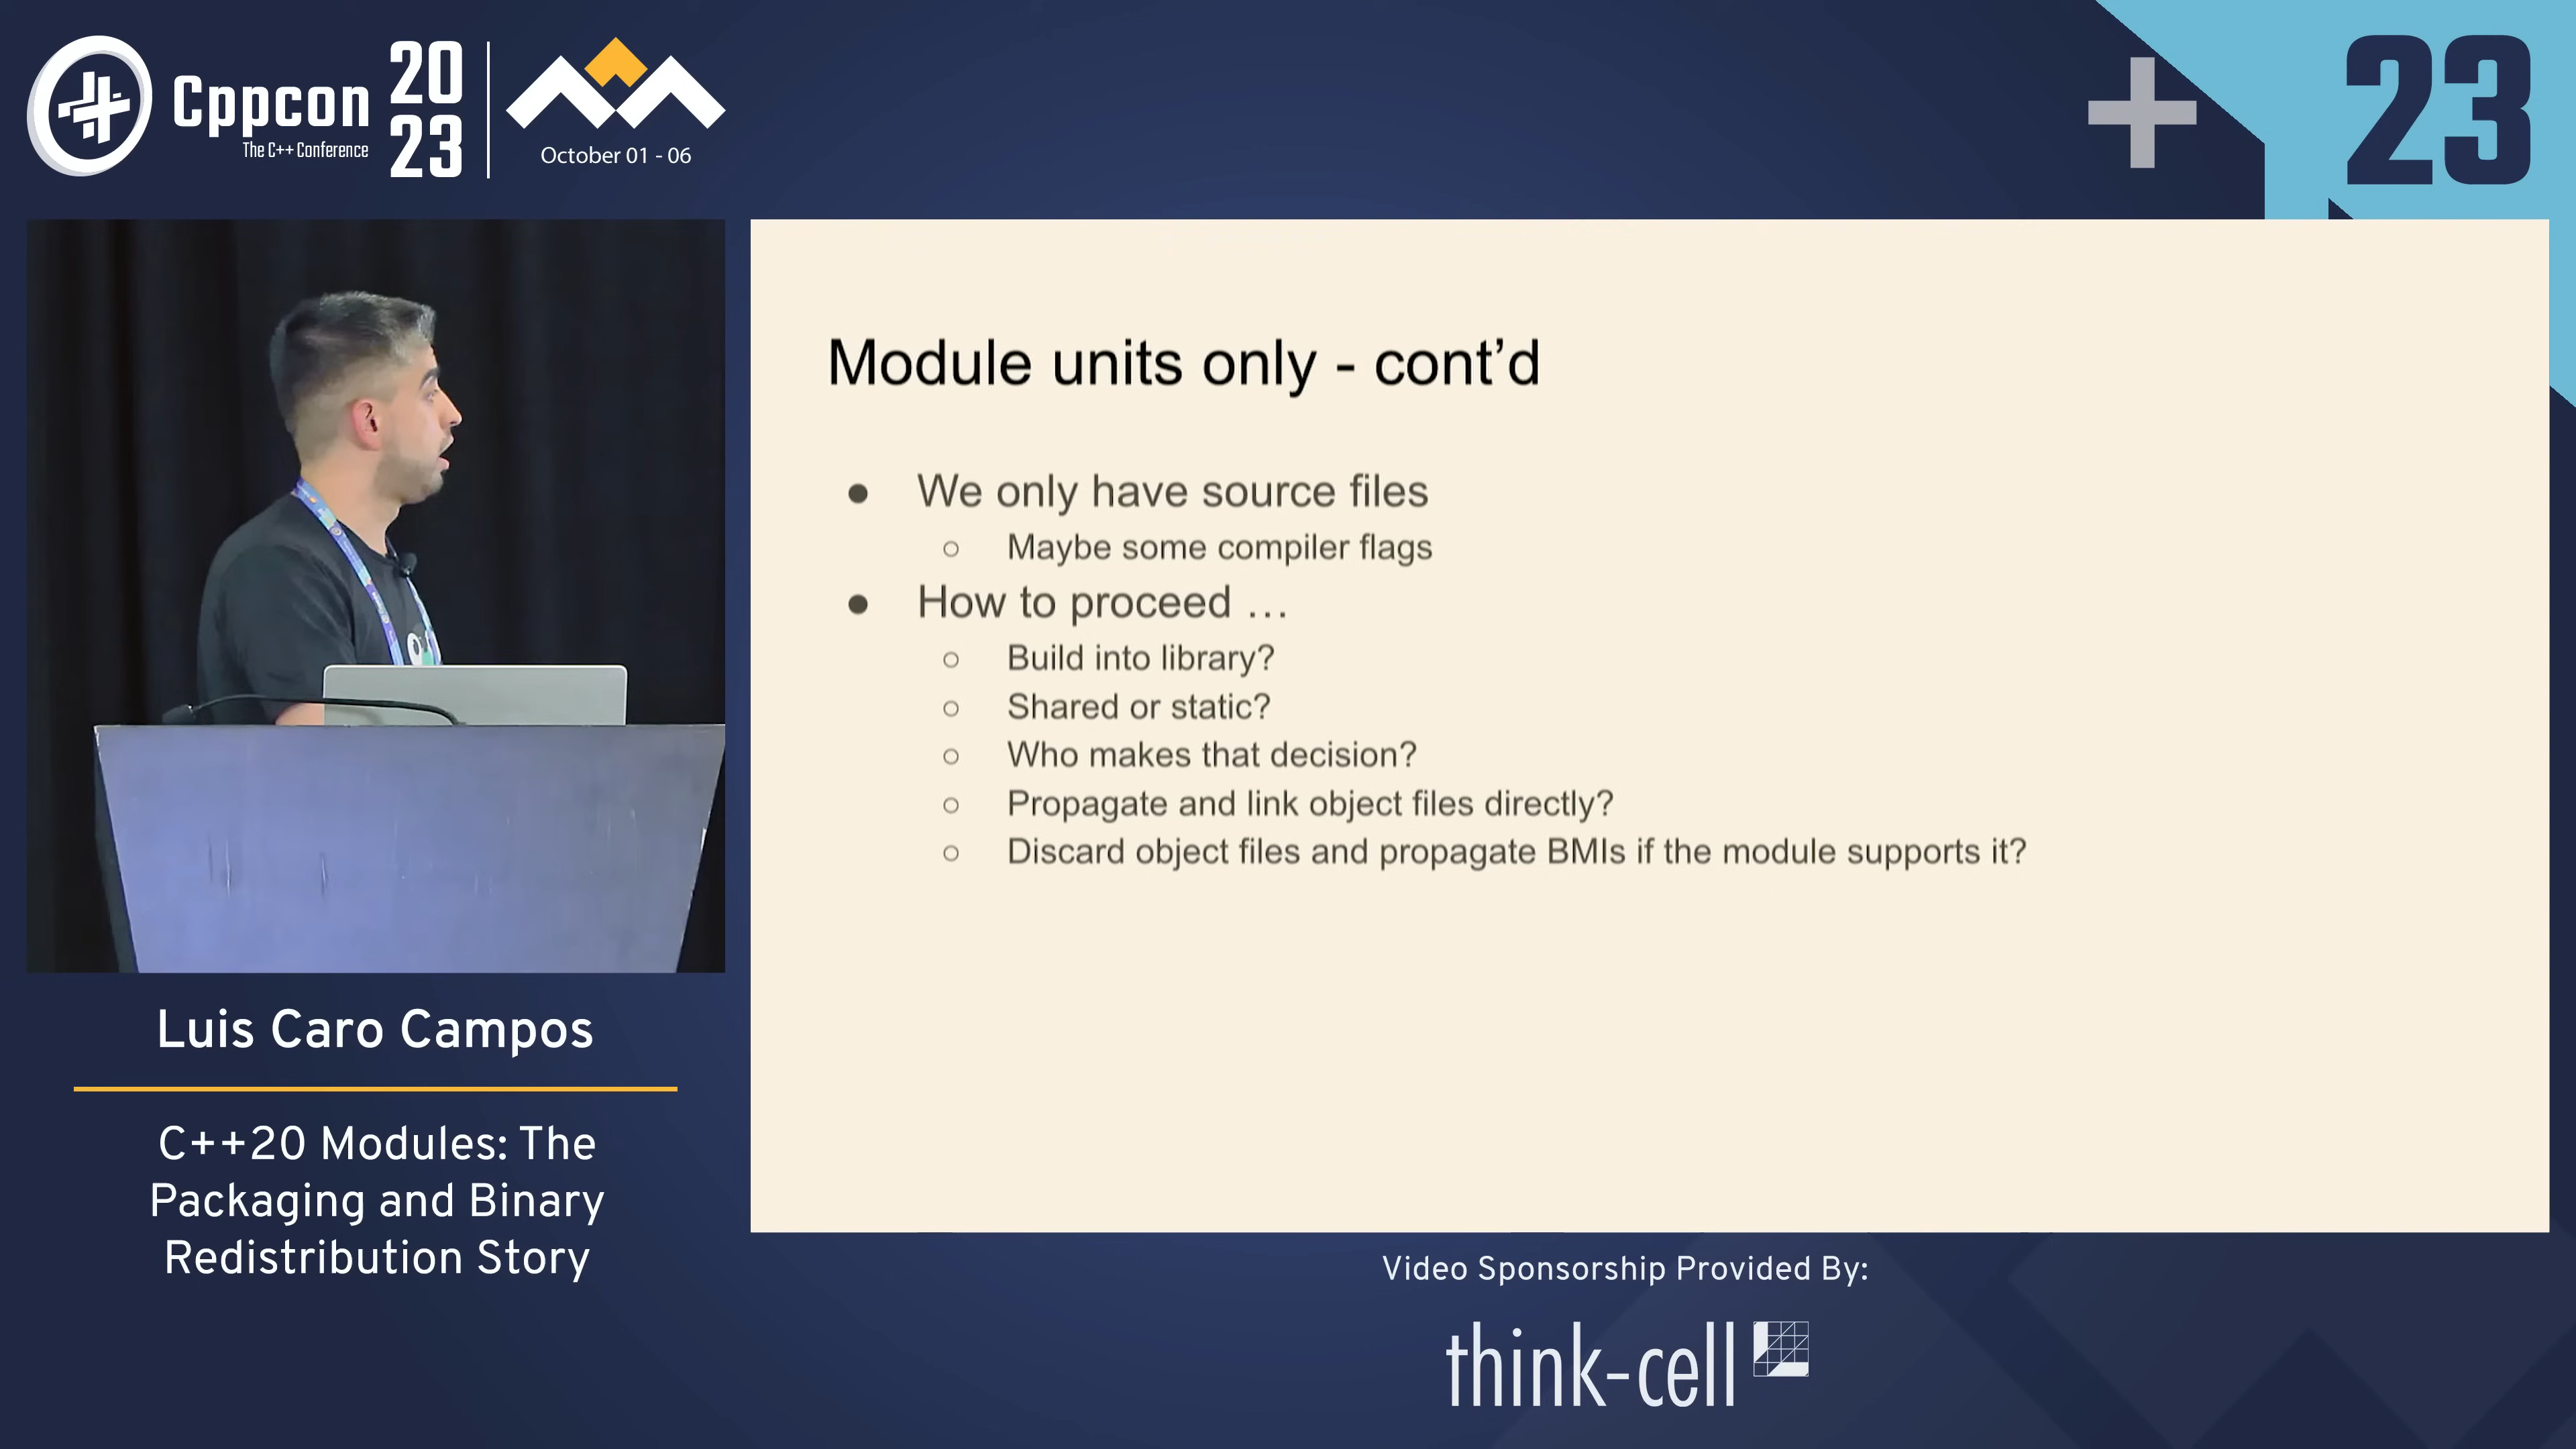 Cppcon
The C++ Conference
20
23
October 01 - 06
+ 23
Module units only - cont’d
● We only have source files
○ Maybe some compiler flags
● How to proceed …
○ Build into library?
○ Shared or static?
○ Who makes that decision?
○ Propagate and link object files directly?
○ Discard object files and propagate BMIs if the module supports it?
Luis Caro Campos
C++20 Modules: The
Packaging and Binary
Redistribution Story
Video Sponsorship Provided By:
think-cell